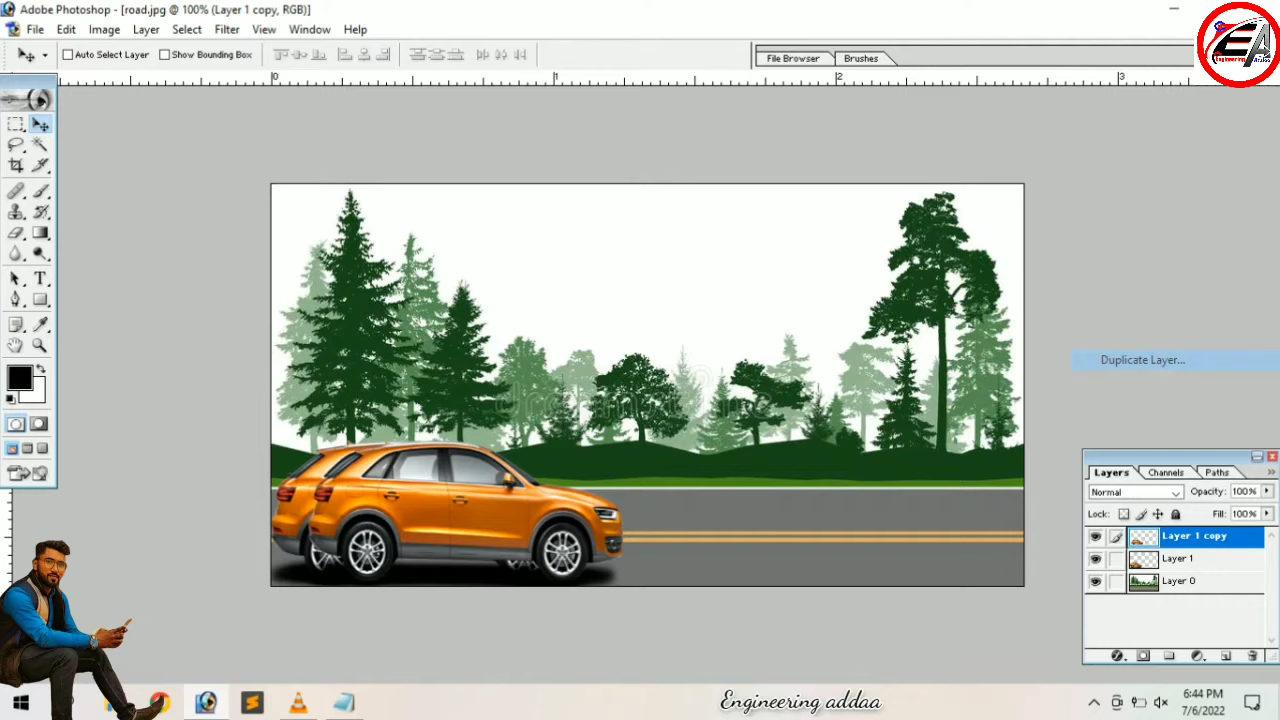 Adobe Photoshop - [road.jpg @ 100% (Layer 1 copy, RGB)]
File Edit Image Layer Select Filter View Window Help
Auto Select Layer Show Bounding Box
File Browser Brushes
EA
Engineering
0 1 2 3
T
Duplicate Layer...
Layers Channels Paths
Normal Opacity: 100%
Lock: Fill: 100%
Layer 1 copy
Layer 1
Layer 0
Engineering addaa
6:44 PM
7/6/2022